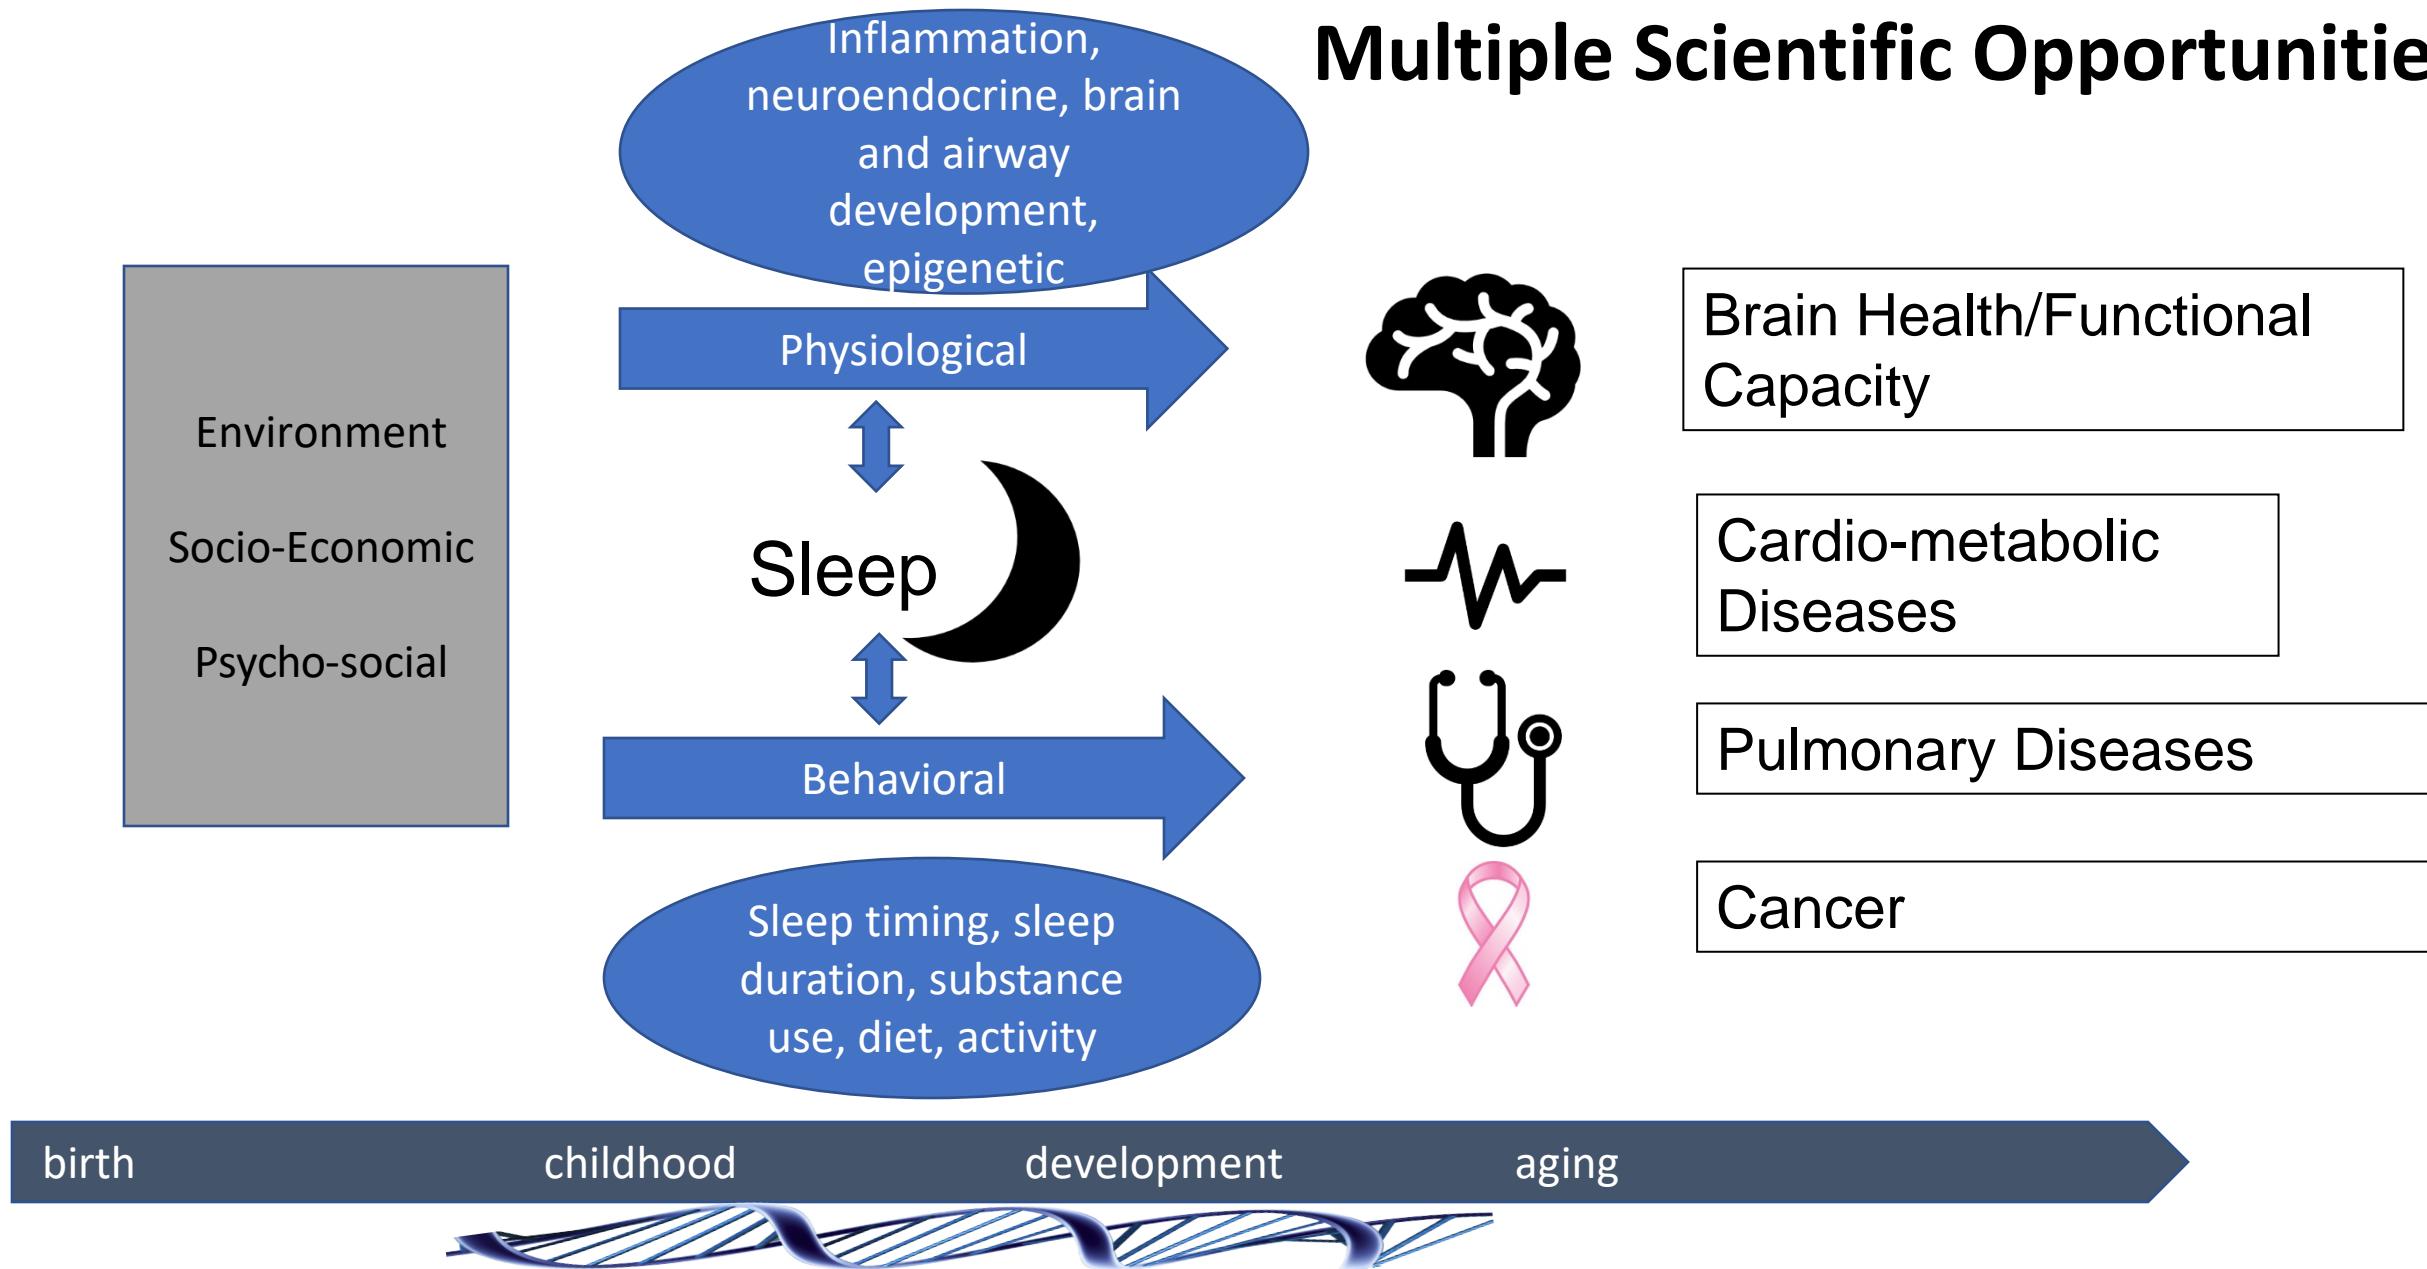 Multiple Scientific Opportunitie
Inflammation,
neuroendocrine, brain
and airway
development,
epigenetic
Physiological
Environment
Socio-Economic
Psycho-social
Sleep
Behavioral
Sleep timing, sleep
duration, substance
use, diet, activity
Brain Health/Functional
Capacity
Cardio-metabolic
Diseases
Pulmonary Diseases
Cancer
birth
childhood
development
aging